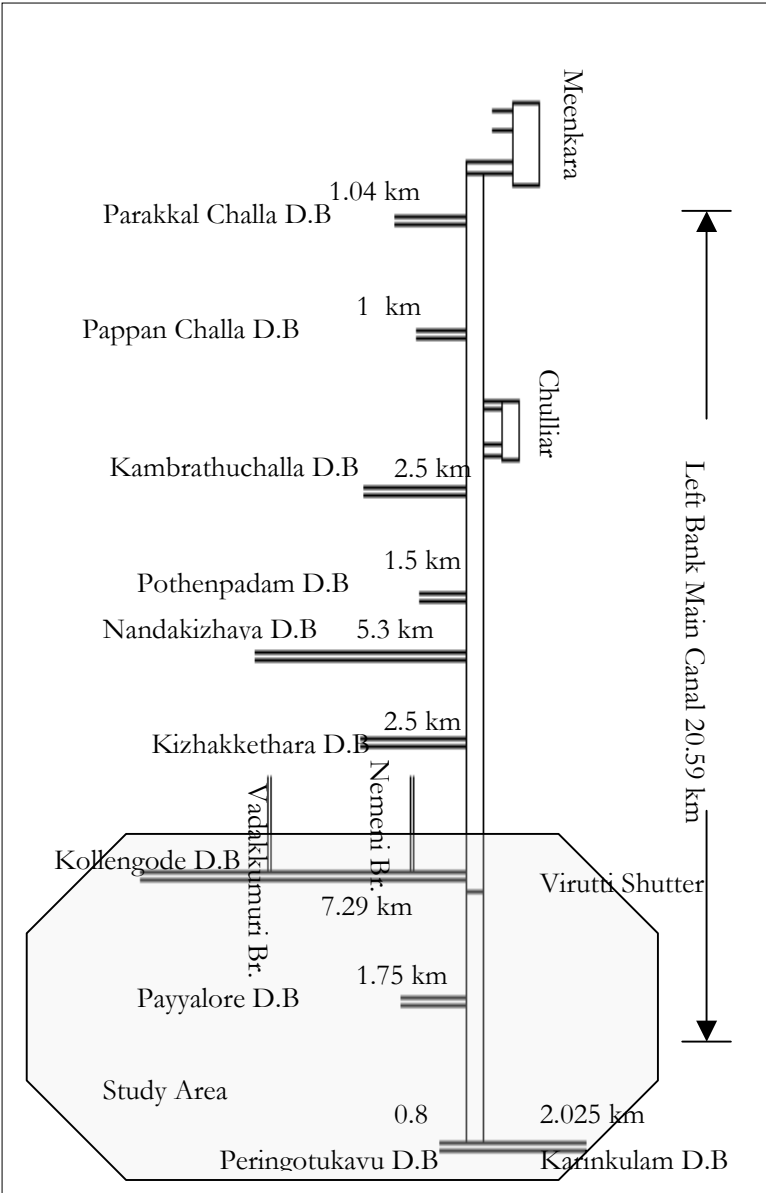 Meenkara
1.04 km
Parakkal Challa D.B
1 km
Pappan Challa D.B
Chulliar
Kambrathuchalla D.B 2.5 km
Left Bank Main Canal 20.59 km
1.5 km
Pothenpadam D.B
Nandakizhaya D.B 5.3 km
2.5 km
Kizhakkethara D.B
Nemeni Br.
Vadakkumuri Br.
Kollengode D.B
Virutti Shutter
7.29 km
1.75 km
Payyalore D.B
Study Area
0.8 2.025 km
Peringotukavu D.B Karinkulam D.B